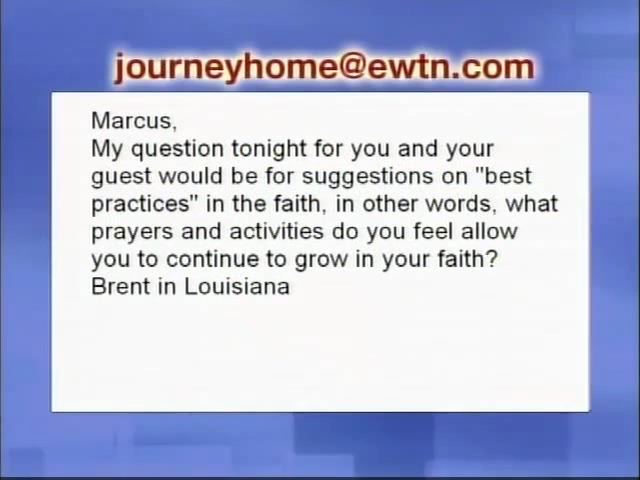 journeyhome@ewtn.com
Marcus,
My question tonight for you and your
guest would be for suggestions on "best
practices" in the faith, in other words, what
prayers and activities do you feel allow
you to continue to grow in your faith?
Brent in Louisiana